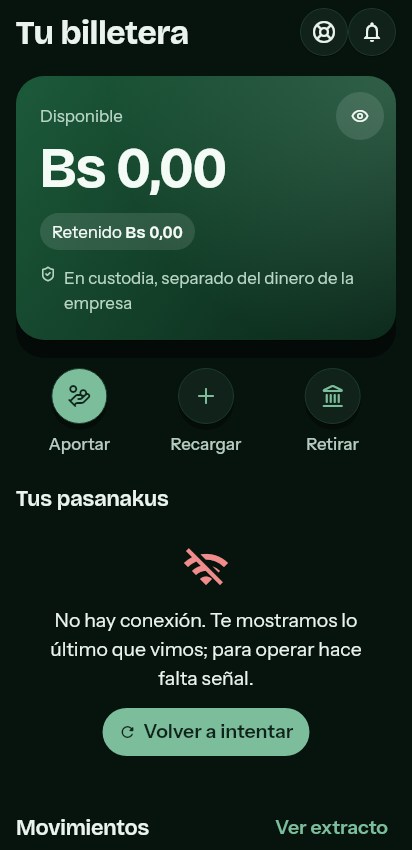 Tu billetera
Disponible
Bs 0,00
Retenido Bs 0,00
En custodia, separado del dinero de la
empresa
Aportar
Recargar
Retirar
Tus pasanakus
No hay conexión. Te mostramos lo
último que vimos; para operar hace
falta señal.
Volver a intentar
Movimientos
Ver extracto